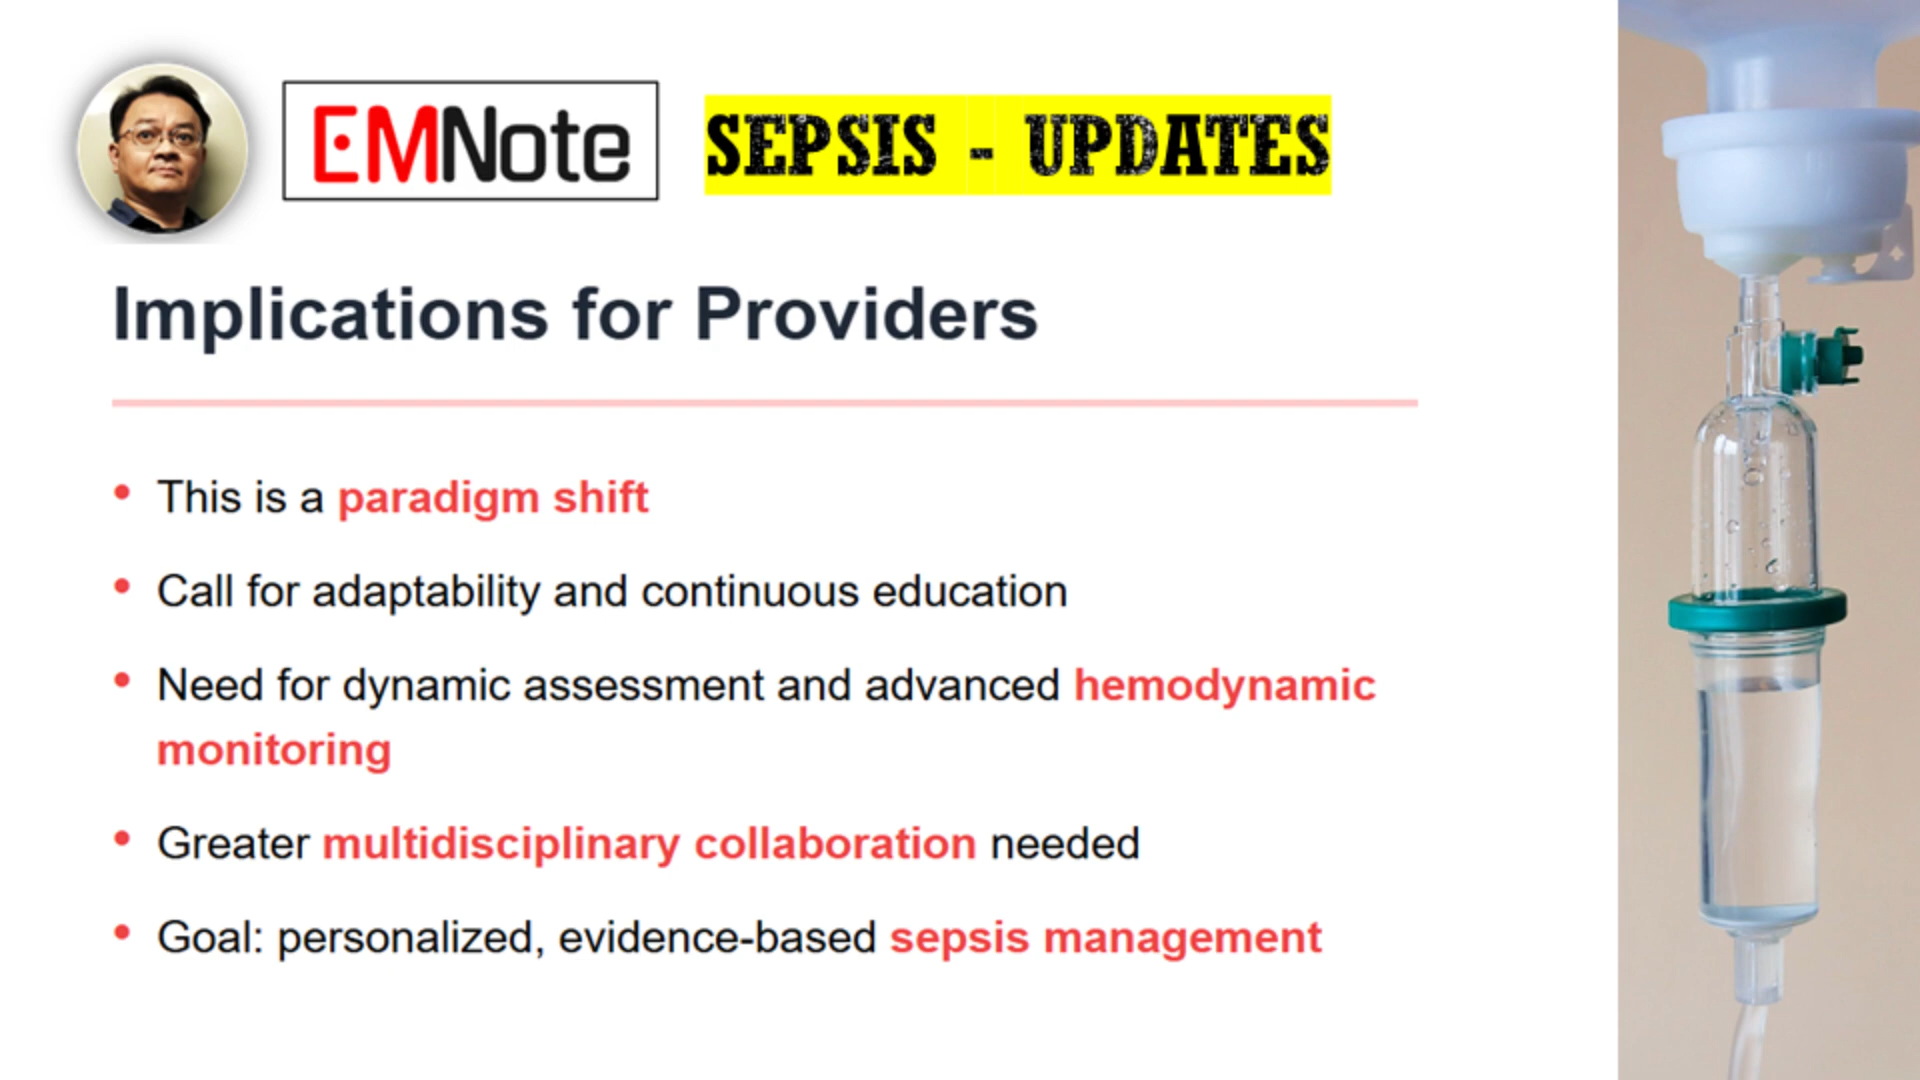 EMNote
SEPSIS - UPDATES
Implications for Providers
• This is a paradigm shift
• Call for adaptability and continuous education
• Need for dynamic assessment and advanced hemodynamic
monitoring
• Greater multidisciplinary collaboration needed
• Goal: personalized, evidence-based sepsis management